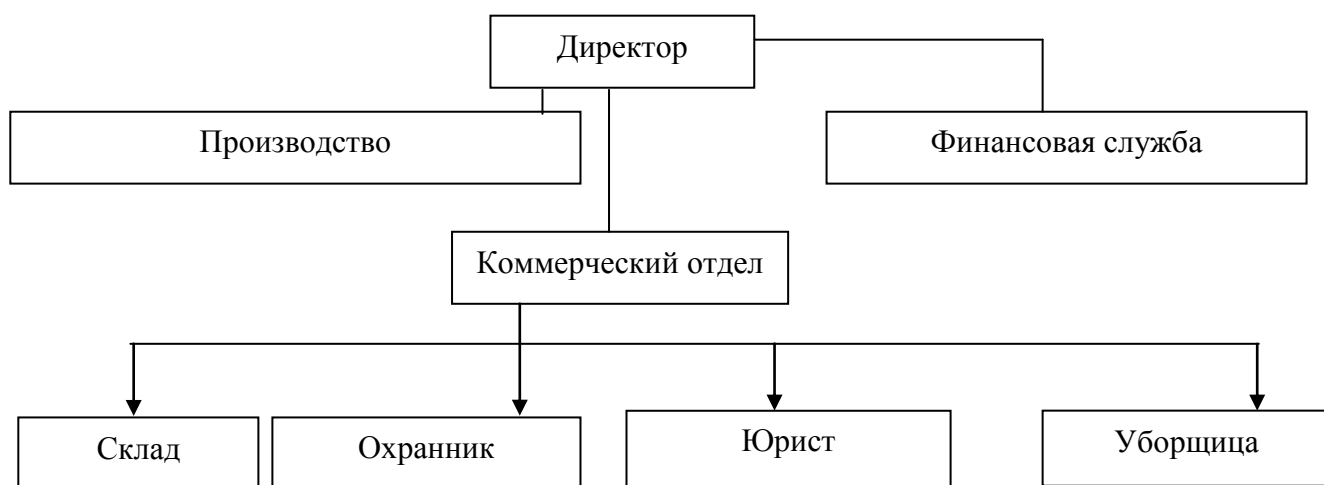 Директор
Производство
Финансовая служба
Коммерческий отдел
Склад
Охранник
Юрист
Уборщица